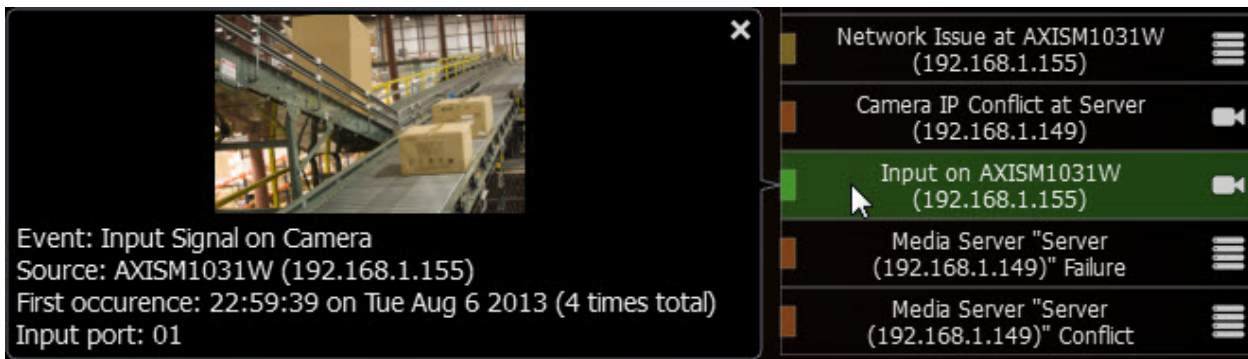 Event: Input Signal on Camera
Source: AXISM1031W (192.168.1.155)
First occurence: 22:59:39 on Tue Aug 6 2013 (4 times total)
Input port: 01
Network Issue at AXISM1031W
(192.168.1.155)
Camera IP Conflict at Server
(192.168.1.149)
Input on AXISM1031W
(192.168.1.155)
Media Server "Server
(192.168.1.149)" Failure
Media Server "Server
(192.168.1.149)" Conflict